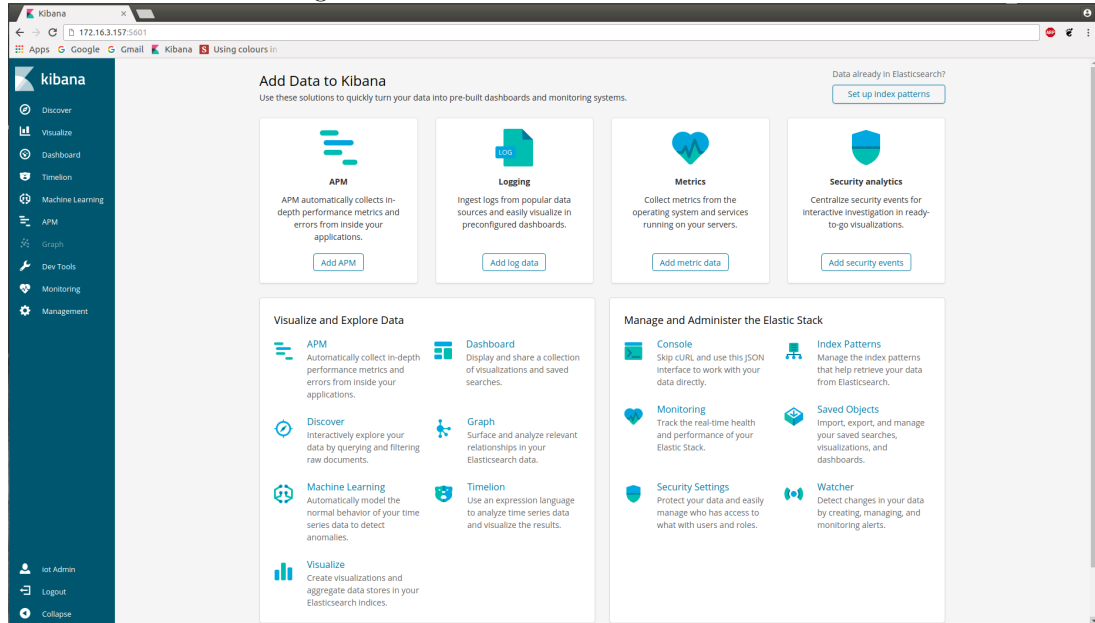 Kibana
172.16.3.157:5601
Apps Google Gmail Kibana Using colours in
kibana
Discover
Visualize
Dashboard
Timelion
Machine Learning
APM
Graph
Dev Tools
Monitoring
Management
iot Admin
Logout
Collapse
Add Data to Kibana
Use these solutions to quickly turn your data into pre-built dashboards and monitoring systems.
Data already in Elasticsearch?
Set up index patterns
APM
APM automatically collects in-
depth performance metrics and
errors from inside your
applications.
Add APM
LOG
Logging
Ingest logs from popular data
sources and easily visualize in
preconfigured dashboards.
Add log data
Metrics
Collect metrics from the
operating system and services
running on your servers.
Add metric data
Security analytics
Centralize security events for
interactive investigation in ready-
to-go visualizations.
Add security events
Visualize and Explore Data
APM
Automatically collect in-depth
performance metrics and
errors from inside your
applications.
Dashboard
Display and share a collection
of visualizations and saved
searches.
Discover
Interactively explore your
data by querying and filtering
raw documents.
Graph
Surface and analyze relevant
relationships in your
Elasticsearch data.
Machine Learning
Automatically model the
normal behavior of your time
series data to detect
anomalies.
Timelion
Use an expression language
to analyze time series data
and visualize the results.
Visualize
Create visualizations and
aggregate data stores in your
Elasticsearch indices.
Manage and Administer the Elastic Stack
Console
Skip cURL and use this JSON
interface to work with your
data directly.
Index Patterns
Manage the index patterns
that help retrieve your data
from Elasticsearch.
Monitoring
Track the real-time health
and performance of your
Elastic Stack.
Saved Objects
Import, export, and manage
your saved searches,
visualizations, and
dashboards.
Security Settings
Protect your data and easily
manage who has access to
what with users and roles.
Watcher
Detect changes in your data
by creating, managing, and
monitoring alerts.